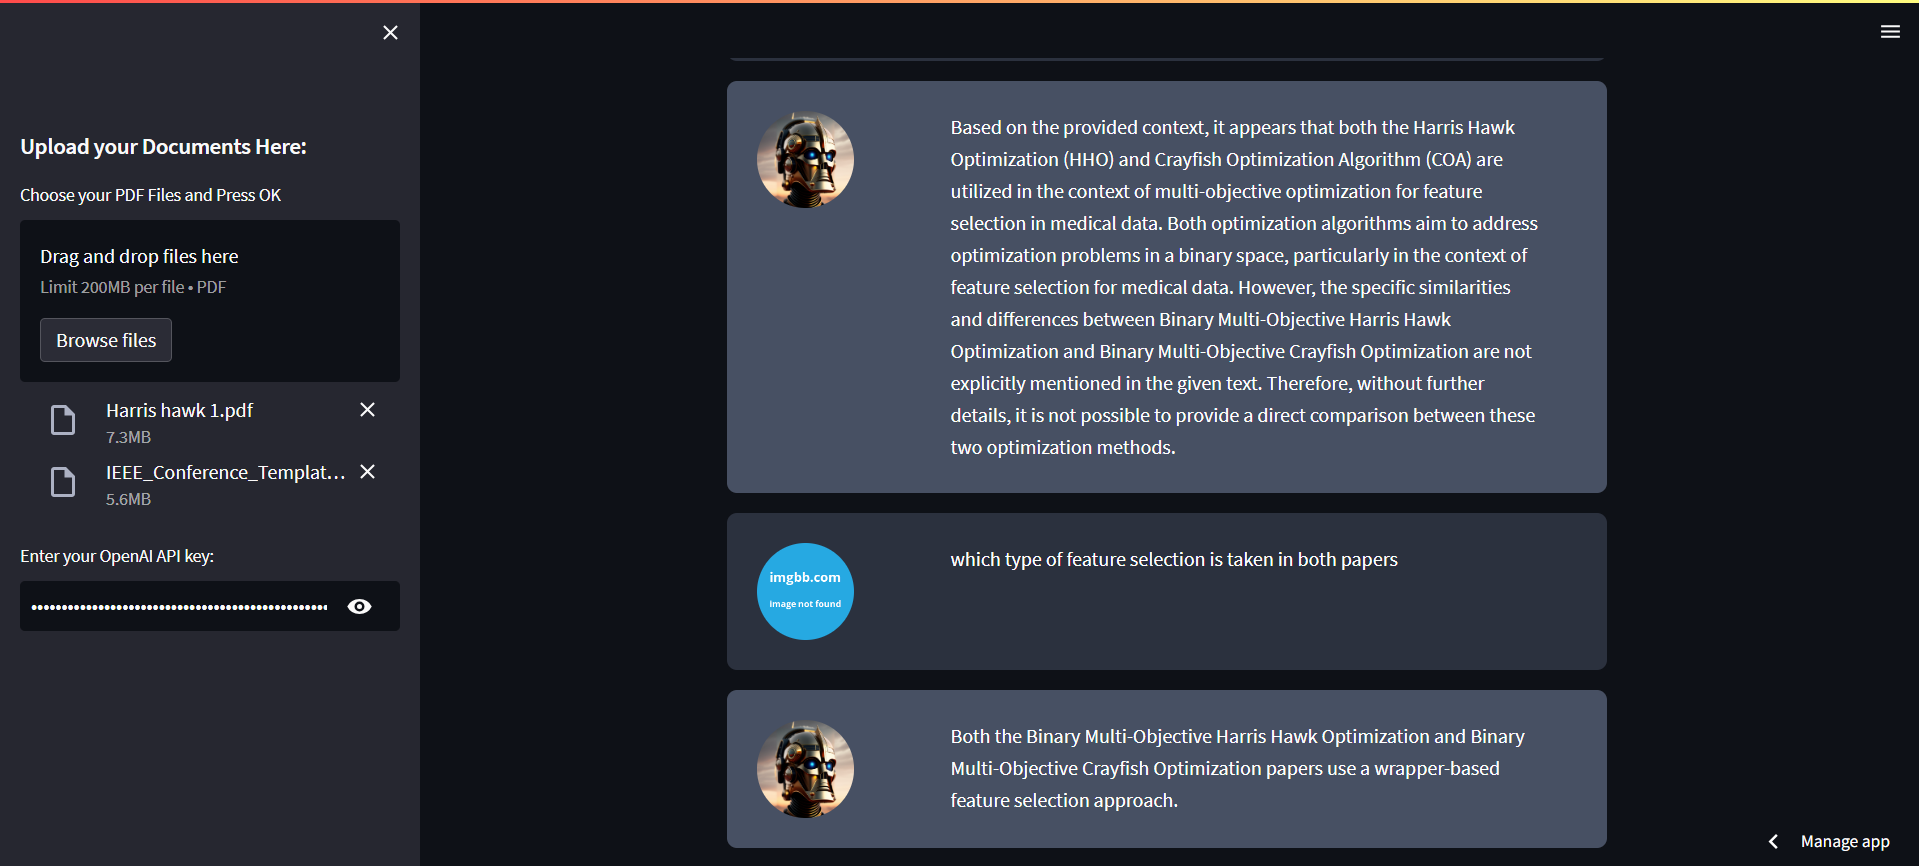 Upload your Documents Here:
Choose your PDF Files and Press OK
Drag and drop files here
Limit 200MB per file • PDF
Browse files
Harris hawk 1.pdf
7.3MB
IEEE_Conference_Templat...
5.6MB
Enter your OpenAI API key:
Based on the provided context, it appears that both the Harris Hawk
Optimization (HHO) and Crayfish Optimization Algorithm (COA) are
utilized in the context of multi-objective optimization for feature
selection in medical data. Both optimization algorithms aim to address
optimization problems in a binary space, particularly in the context of
feature selection for medical data. However, the specific similarities
and differences between Binary Multi-Objective Harris Hawk
Optimization and Binary Multi-Objective Crayfish Optimization are not
explicitly mentioned in the given text. Therefore, without further
details, it is not possible to provide a direct comparison between these
two optimization methods.
imgbb.com
Image not found
which type of feature selection is taken in both papers
Both the Binary Multi-Objective Harris Hawk Optimization and Binary
Multi-Objective Crayfish Optimization papers use a wrapper-based
feature selection approach.
Manage app